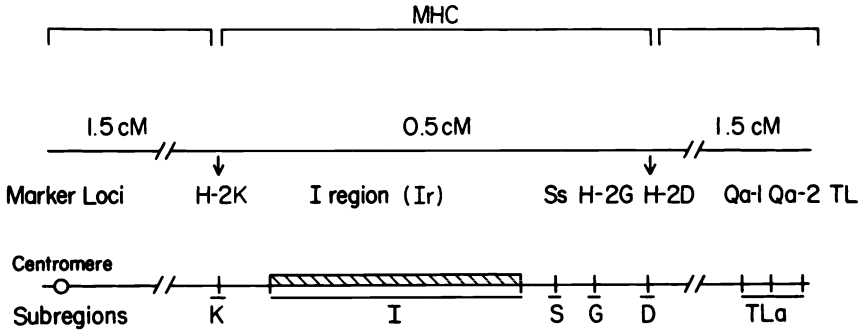 MHC
1.5 cM 0.5 cM 1.5 cM
Marker Loci H-2K I region (Ir) Ss H-2G H-2D Qa-1 Qa-2 TL
Centromere
Subregions K I S G D TLa